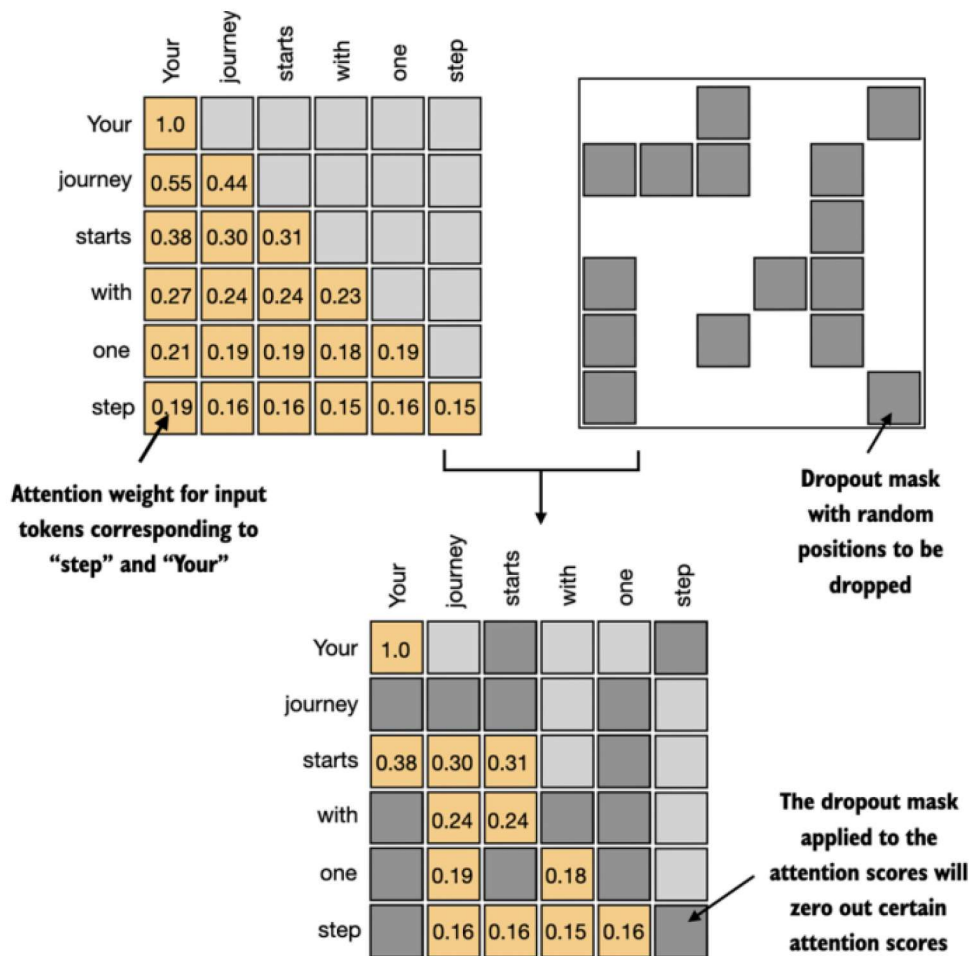 Your journey starts with one step
Your 1.0
journey 0.55 0.44
starts 0.38 0.30 0.31
with 0.27 0.24 0.24 0.23
one 0.21 0.19 0.19 0.18 0.19
step 0.19 0.16 0.16 0.15 0.16 0.15
Attention weight for input
tokens corresponding to
“step” and “Your”
Dropout mask
with random
positions to be
dropped
Your journey starts with one step
Your 1.0
journey
starts 0.38 0.30 0.31
with 0.24 0.24
one 0.19 0.18
step 0.16 0.16 0.15 0.16
The dropout mask
applied to the
attention scores will
zero out certain
attention scores